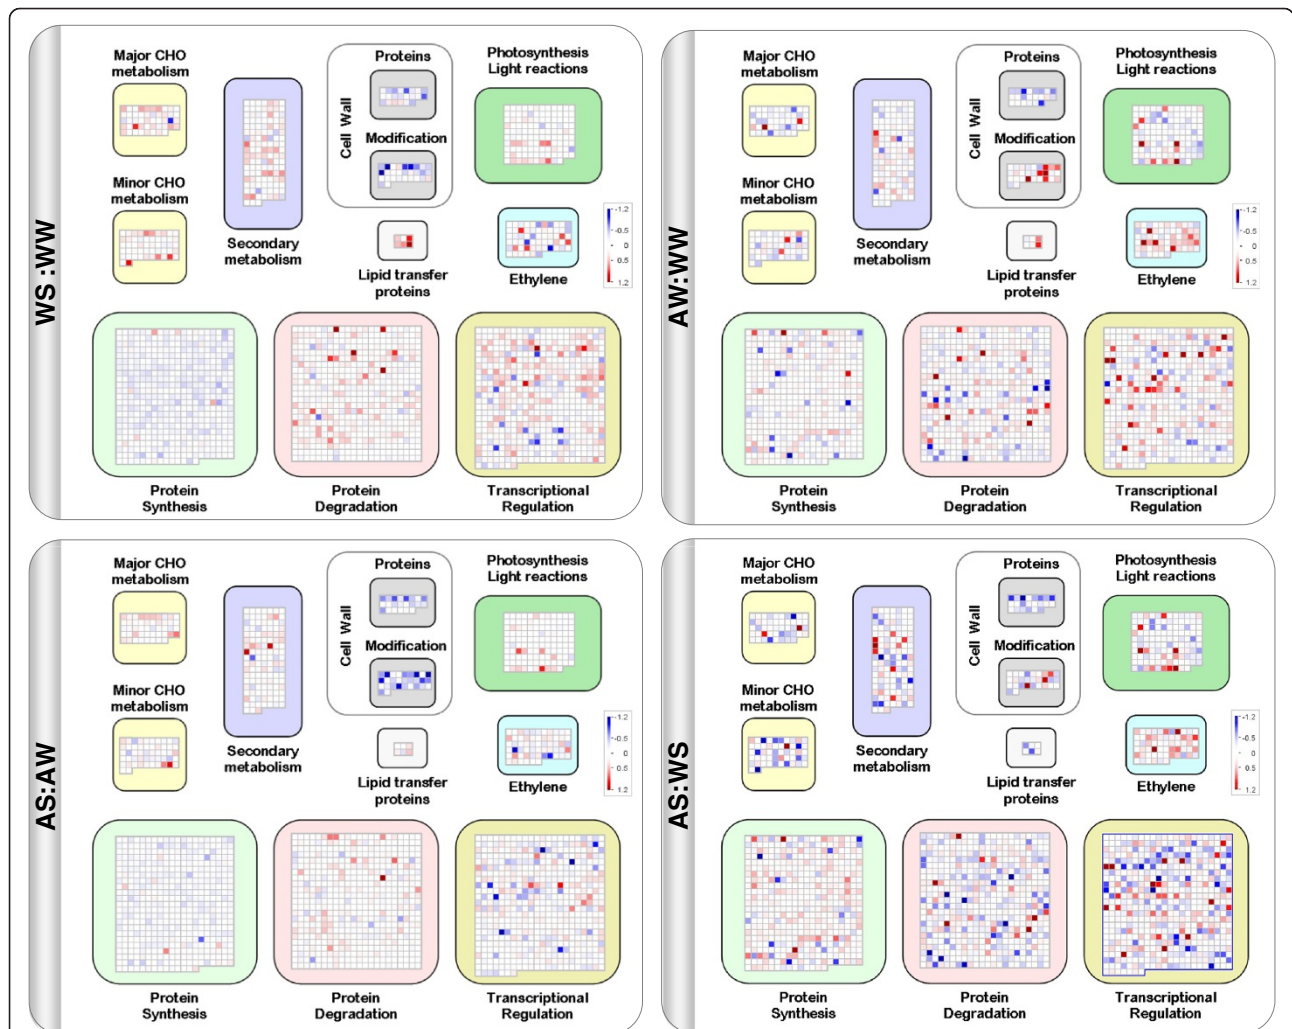 WS :WW
Major CHO
metabolism
Minor CHO
metabolism
Secondary
metabolism
Cell Wall
Proteins
Modification
Lipid transfer
proteins
Photosynthesis
Light reactions
Ethylene
-1.2
-0.5
0
0.5
1.2
Protein
Synthesis
Protein
Degradation
Transcriptional
Regulation
AW:WW
Major CHO
metabolism
Minor CHO
metabolism
Secondary
metabolism
Cell Wall
Proteins
Modification
Lipid transfer
proteins
Photosynthesis
Light reactions
Ethylene
-1.2
-0.5
0
0.5
1.2
Protein
Synthesis
Protein
Degradation
Transcriptional
Regulation
AS:AW
Major CHO
metabolism
Minor CHO
metabolism
Secondary
metabolism
Cell Wall
Proteins
Modification
Lipid transfer
proteins
Photosynthesis
Light reactions
Ethylene
-1.2
-0.5
0
0.5
1.2
Protein
Synthesis
Protein
Degradation
Transcriptional
Regulation
AS:WS
Major CHO
metabolism
Minor CHO
metabolism
Secondary
metabolism
Cell Wall
Proteins
Modification
Lipid transfer
proteins
Photosynthesis
Light reactions
Ethylene
-1.2
-0.5
0
0.5
1.2
Protein
Synthesis
Protein
Degradation
Transcriptional
Regulation